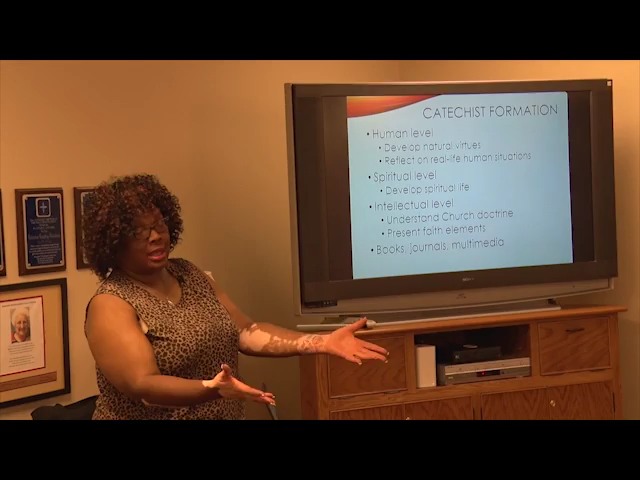 CATECHIST FORMATION
• Human level
• Develop natural virtues
• Reflect on real-life human situations
• Spiritual level
• Develop spiritual life
• Intellectual level
• Understand Church doctrine
• Present faith elements
• Books, journals, multimedia